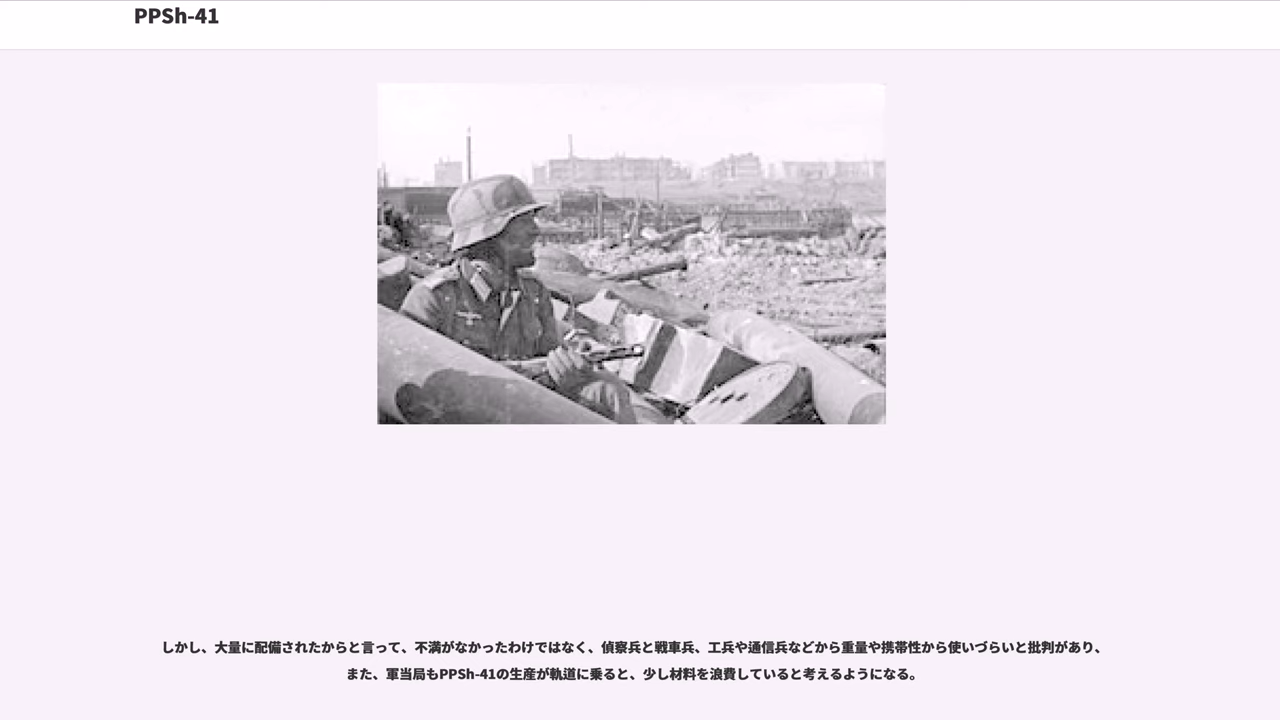 PPSh-41
しかし、大量に配備されたからと言って、不満がなかったわけではなく、偵察兵と戦車兵、工兵や通信兵などから重量や携帯性から使いづらいと批判があり、
また、軍当局もPPSh-41の生産が軌道に乗ると、少し材料を浪費していると考えるようになる。